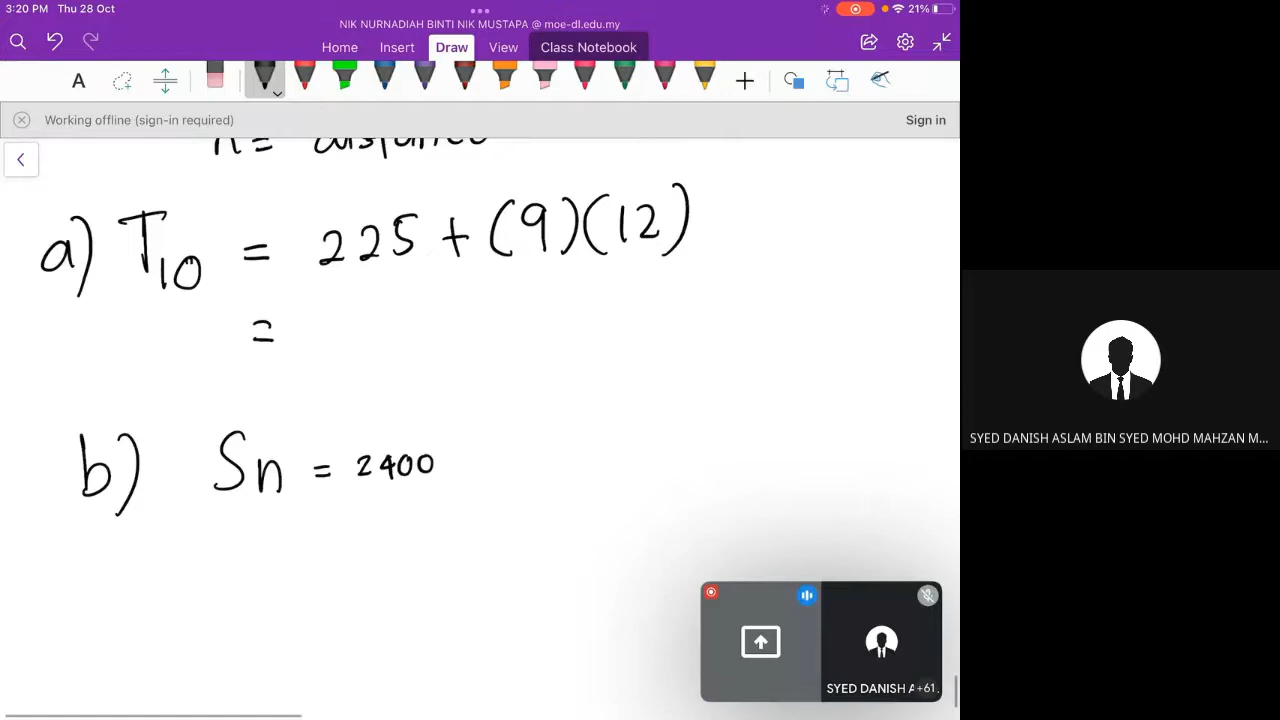 3:20 PM Thu 28 Oct
21%
NIK NURNADIAH BINTI NIK MUSTAPA @ moe-dl.edu.my
Home Insert Draw View Class Notebook
A
Working offline (sign-in required) Sign in
n = distance
a) T10 = 225 + (9)(12)
=
b) Sn = 2400
SYED DANISH ASLAM BIN SYED MOHD MAHZAN M...
SYED DANISH A +61